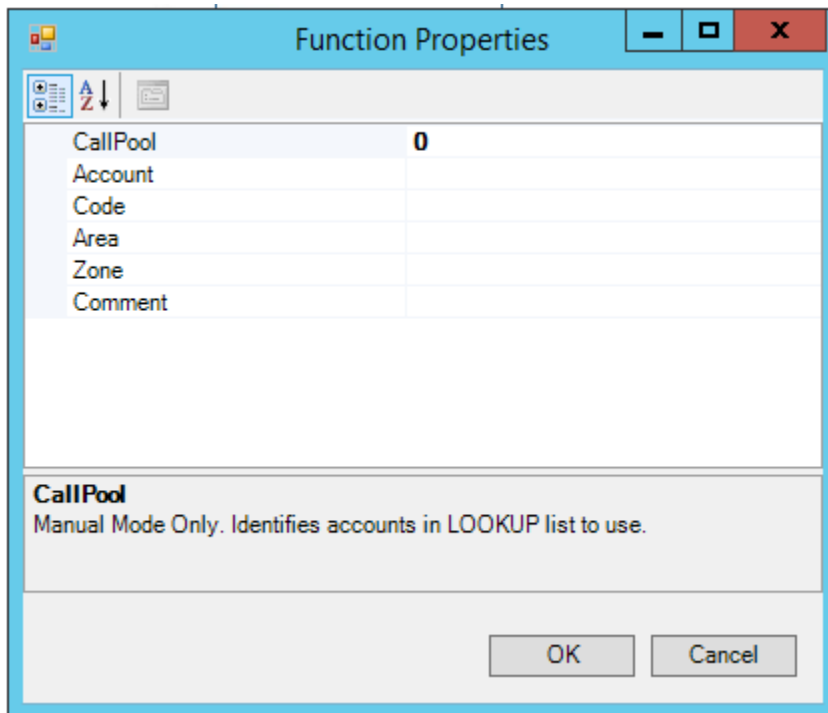 Function Properties
CallPool 0
Account
Code
Area
Zone
Comment
CallPool
Manual Mode Only. Identifies accounts in LOOKUP list to use.
OK Cancel